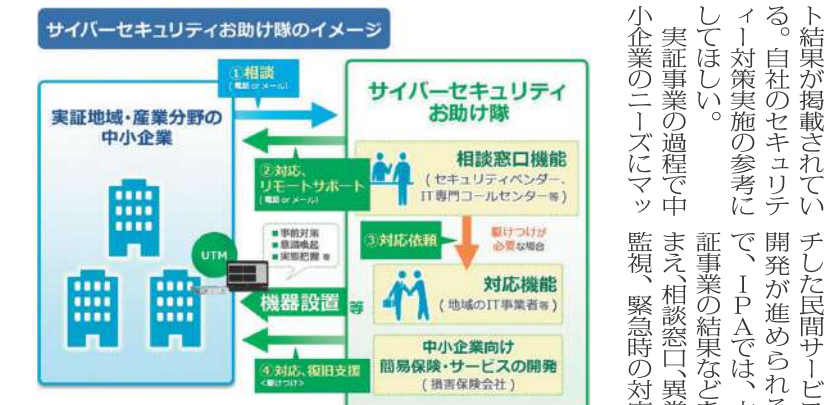 サイバーセキュリティお助け隊のイメージ
実証地域・産業分野の
中小企業
①相談
(電話 or メール)
②対応、
リモートサポート
(電話 or メール)
UTM
■事前対策
■意識喚起
■実態把握 等
機器設置 等
④対応、復旧支援
<駆けつけ>
サイバーセキュリティ
お助け隊
相談窓口機能
(セキュリティベンダー、
IT専門コールセンター等)
③対応依頼
駆けつけが
必要な場合
対応機能
(地域のIT事業者等)
中小企業向け
簡易保険・サービスの開発
(損害保険会社)
ト結果が掲載されてい
る。自社のセキュリテ
ィー対策実施の参考に
してほしい。
実証事業の過程で中
小企業のニーズにマッ
チした民間サービ
開発が進められる
で、IPAでは、
証事業の結果など
まえ、相談窓口、異
監視、緊急時の対